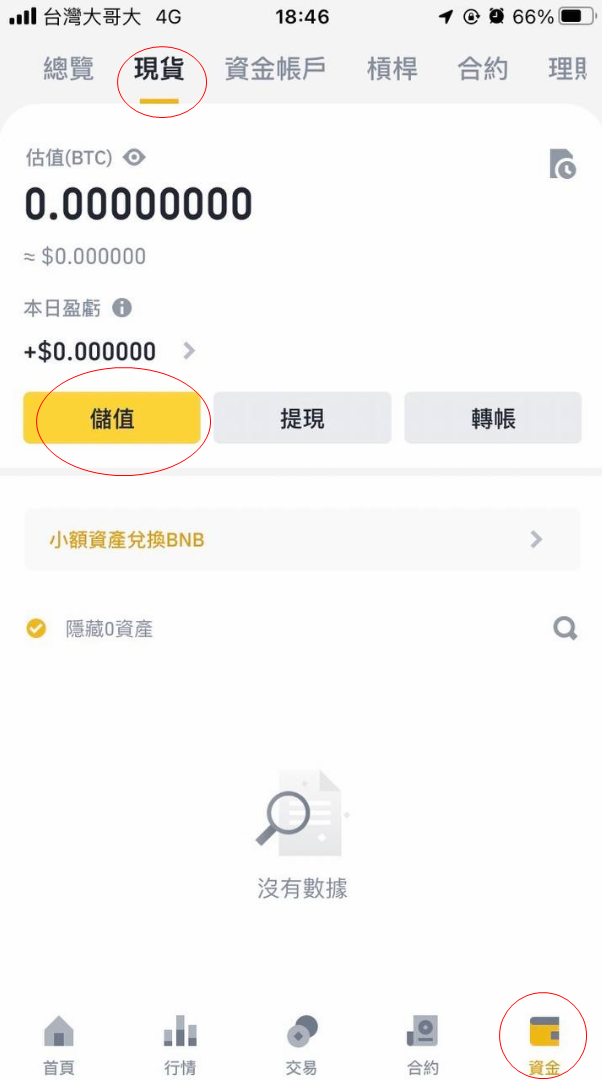 台灣大哥大 4G 18:46 66%
總覽 現貨 資金帳戶 槓桿 合約 理財
估值(BTC)
0.00000000
≈ $0.000000
本日盈虧
+$0.000000
儲值 提現 轉帳
小額資產兌換BNB
隱藏0資產
沒有數據
首頁 行情 交易 合約 資金